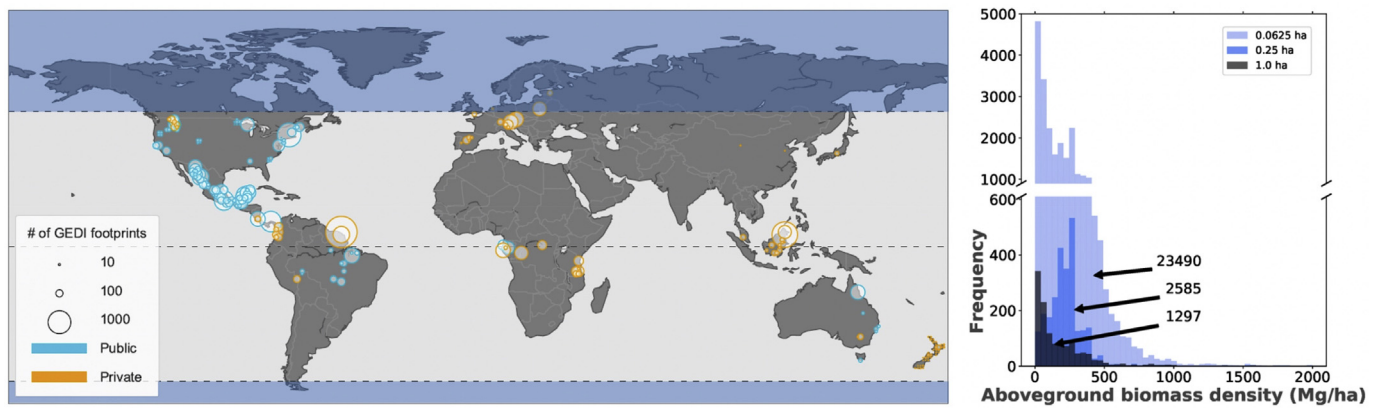 # of GEDI footprints
10
100
1000
Public
Private
5000
4000
3000
2000
1000
600
400
200
0
Frequency
0.0625 ha
0.25 ha
1.0 ha
23490
2585
1297
0
500
1000
1500
2000
Aboveground biomass density (Mg/ha)